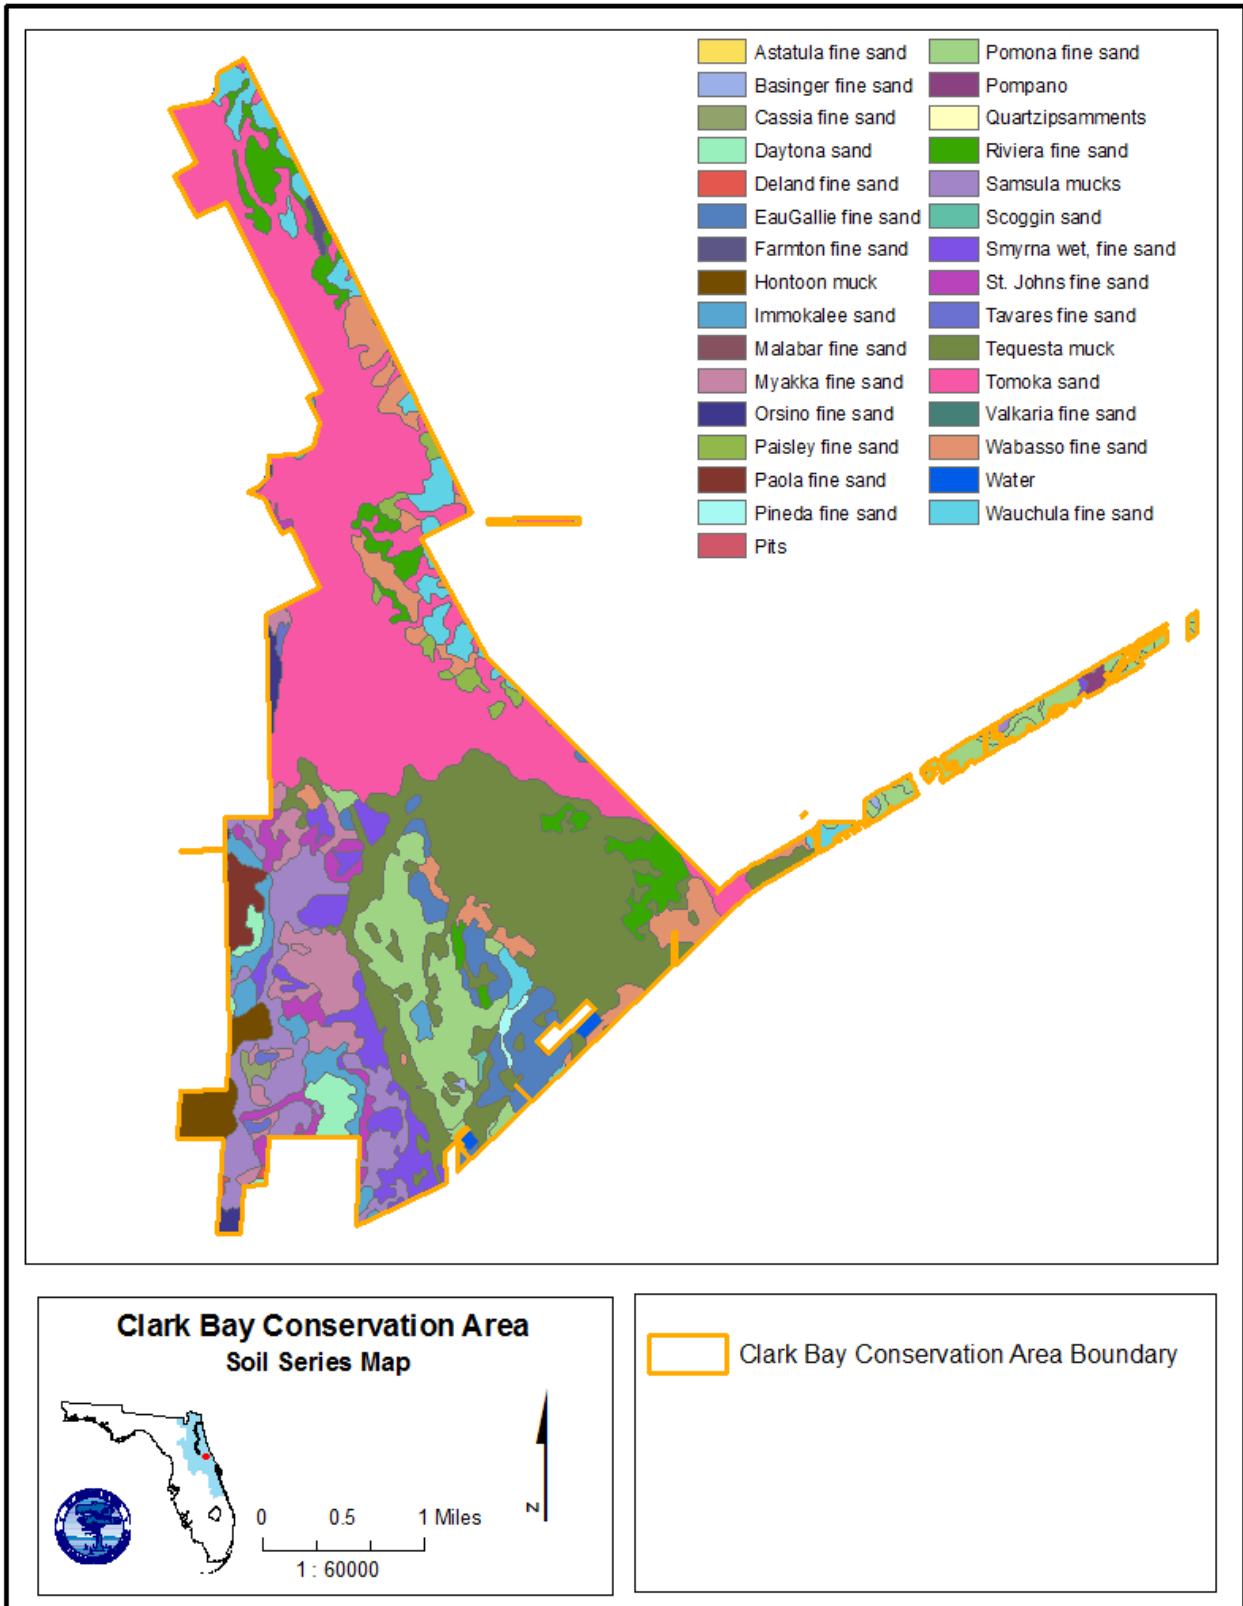 Astatula fine sand
Basinger fine sand
Cassia fine sand
Daytona sand
Deland fine sand
EauGallie fine sand
Farmton fine sand
Hontoon muck
Immokalee sand
Malabar fine sand
Myakka fine sand
Orsino fine sand
Paisley fine sand
Paola fine sand
Pineda fine sand
Pits
Pomona fine sand
Pompano
Quartzipsamments
Riviera fine sand
Samsula mucks
Scoggin sand
Smyrna wet, fine sand
St. Johns fine sand
Tavares fine sand
Tequesta muck
Tomoka sand
Valkaria fine sand
Wabasso fine sand
Water
Wauchula fine sand
Clark Bay Conservation Area
Soil Series Map
0 0.5 1 Miles
1 : 60000
N
Clark Bay Conservation Area Boundary